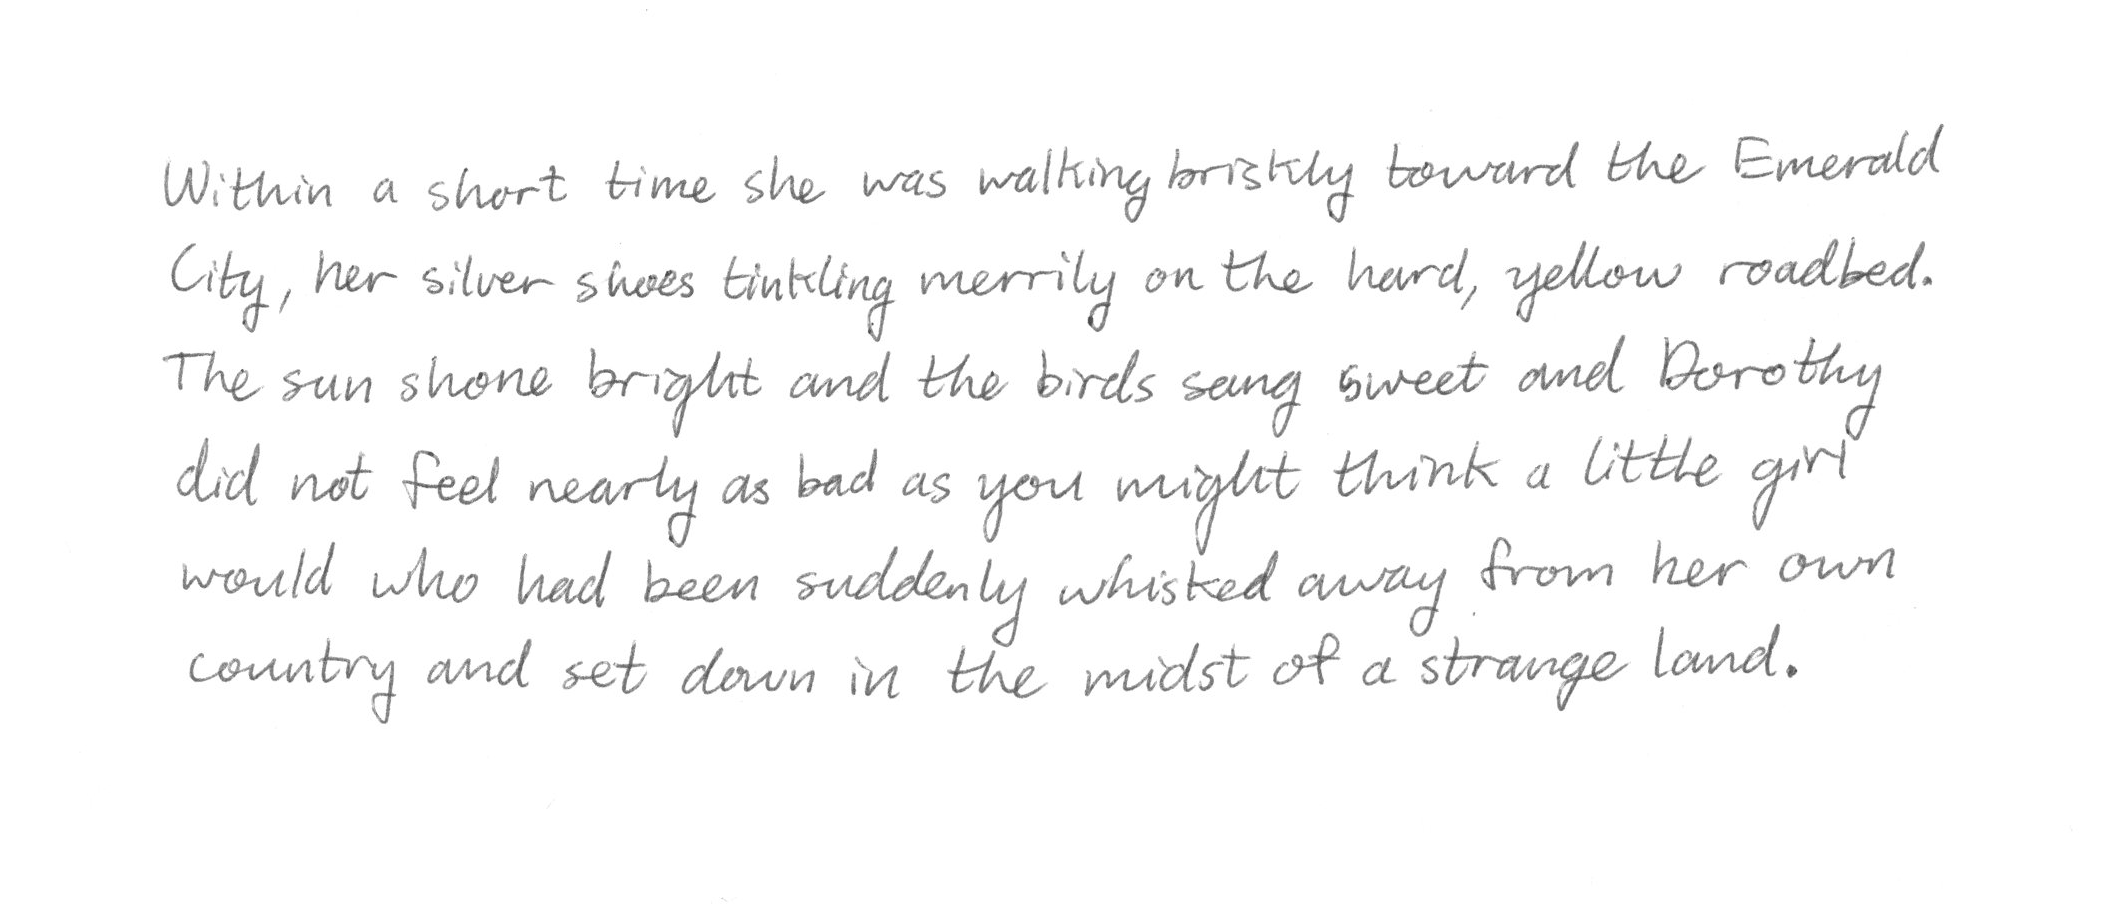 Within a short time she was walking briskly toward the Emerald
City, her silver shoes tinkling merrily on the hard, yellow roadbed.
The sun shone bright and the birds sang sweet and Dorothy
did not feel nearly as bad as you might think a little girl
would who had been suddenly whisked away from her own
country and set down in the midst of a strange land.